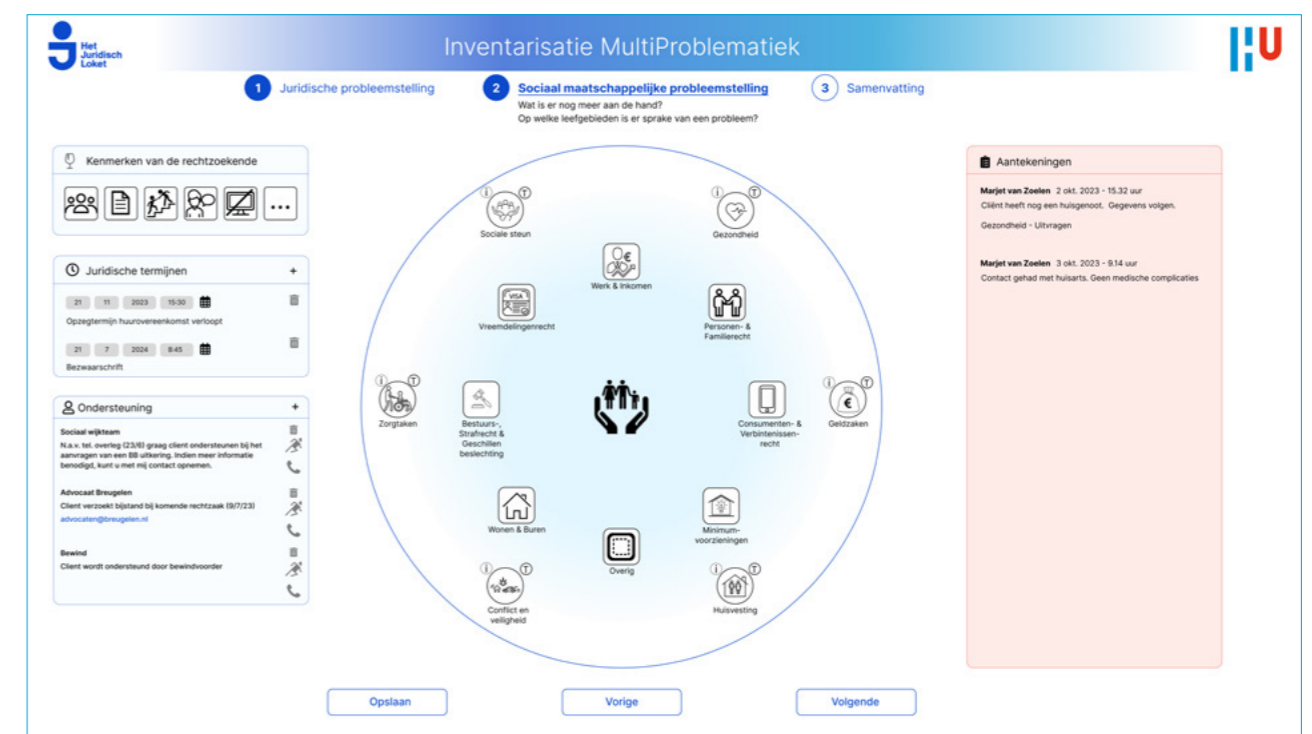 Het
Juridisch
Loket
Inventarisatie MultiProblematiek
HU
1 Juridische probleemstelling
2 Sociaal maatschappelijke probleemstelling
3 Samenvatting
Wat is er nog meer aan de hand?
Op welke leefgebieden is er sprake van een probleem?
Kenmerken van de rechtzoekende
...
Juridische termijnen +
21 11 2023 15:30
Opzegtermijn huurovereenkomst verloopt
21 7 2024 8:45
Bezwaarschrift
Ondersteuning +
Sociaal wijkteam
N.a.v. tel. overleg (23/6) graag client ondersteunen bij het
aanvragen van een BB uitkering. Indien meer informatie
benodigd, kunt u met mij contact opnemen.
Advocaat Breugelen
Client verzoekt bijstand bij komende rechtzaak (9/7/23)
advocaten@breugelen.nl
Bewind
Client wordt ondersteund door bewindvoorder
i T
Sociale steun
i T
Gezondheid
€
Werk & Inkomen
VISA
Vreemdelingenrecht
Personen- &
Familierecht
i T
Zorgtaken
Bestuurs-,
Strafrecht &
Geschillen
beslechting
Consumenten- &
Verbintenissen-
recht
i T
€
Geldzaken
Wonen & Buren
Minimum-
voorzieningen
Overig
i T
Conflict en
veiligheid
i T
Huisvesting
Aantekeningen
Marjet van Zoelen 2 okt. 2023 - 15.32 uur
Cliënt heeft nog een huisgenoot. Gegevens volgen.
Gezondheid - Uitvragen
Marjet van Zoelen 3 okt. 2023 - 9.14 uur
Contact gehad met huisarts. Geen medische complicaties
Opslaan
Vorige
Volgende